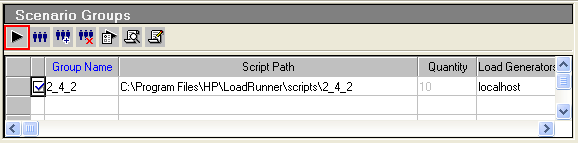 Scenario Groups
Group Name Script Path Quantity Load Generators
2_4_2 C:\Program Files\HP\LoadRunner\scripts\2_4_2 10 localhost